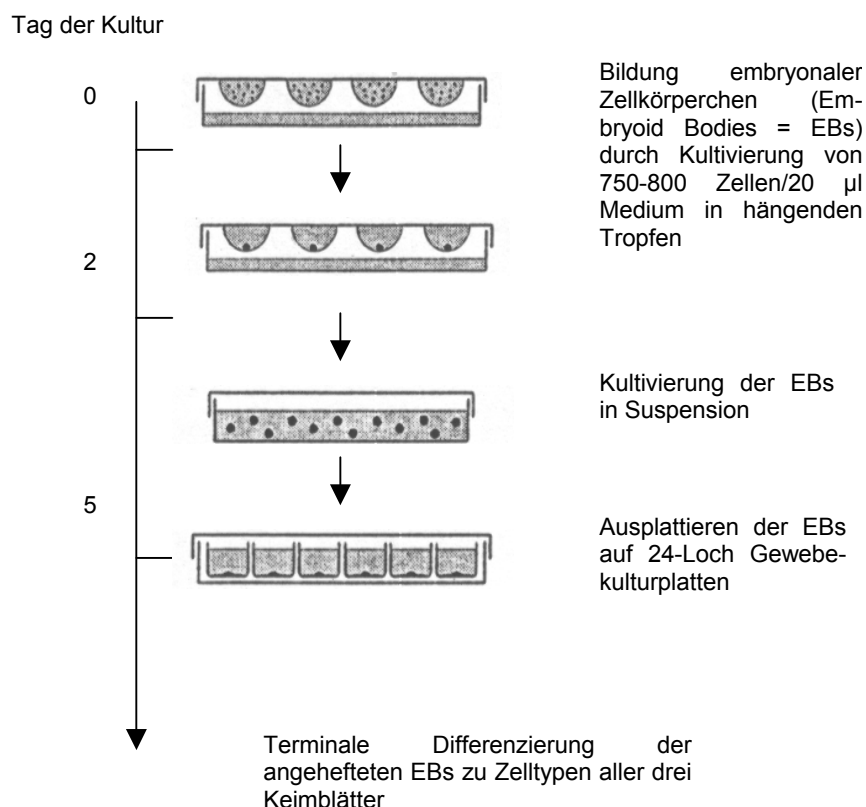 Tag der Kultur
0
Bildung embryonaler
Zellkörperchen (Em-
bryoid Bodies = EBs)
durch Kultivierung von
750-800 Zellen/20 µl
Medium in hängenden
Tropfen
2
Kultivierung der EBs
in Suspension
5
Ausplattieren der EBs
auf 24-Loch Gewebe-
kulturplatten
Terminale Differenzierung der
angehefteten EBs zu Zelltypen aller drei
Keimblätter